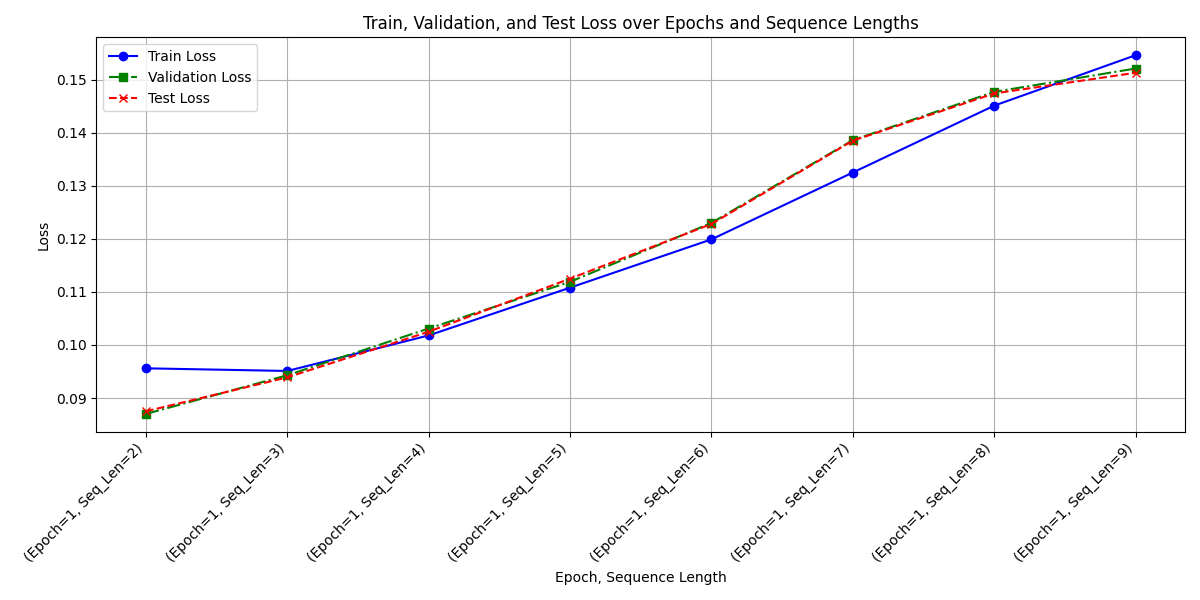 Train, Validation, and Test Loss over Epochs and Sequence Lengths
Train Loss
Validation Loss
Test Loss
Loss
0.15
0.14
0.13
0.12
0.11
0.10
0.09
(Epoch=1, Seq_Len=2)
(Epoch=1, Seq_Len=3)
(Epoch=1, Seq_Len=4)
(Epoch=1, Seq_Len=5)
(Epoch=1, Seq_Len=6)
(Epoch=1, Seq_Len=7)
(Epoch=1, Seq_Len=8)
(Epoch=1, Seq_Len=9)
Epoch, Sequence Length